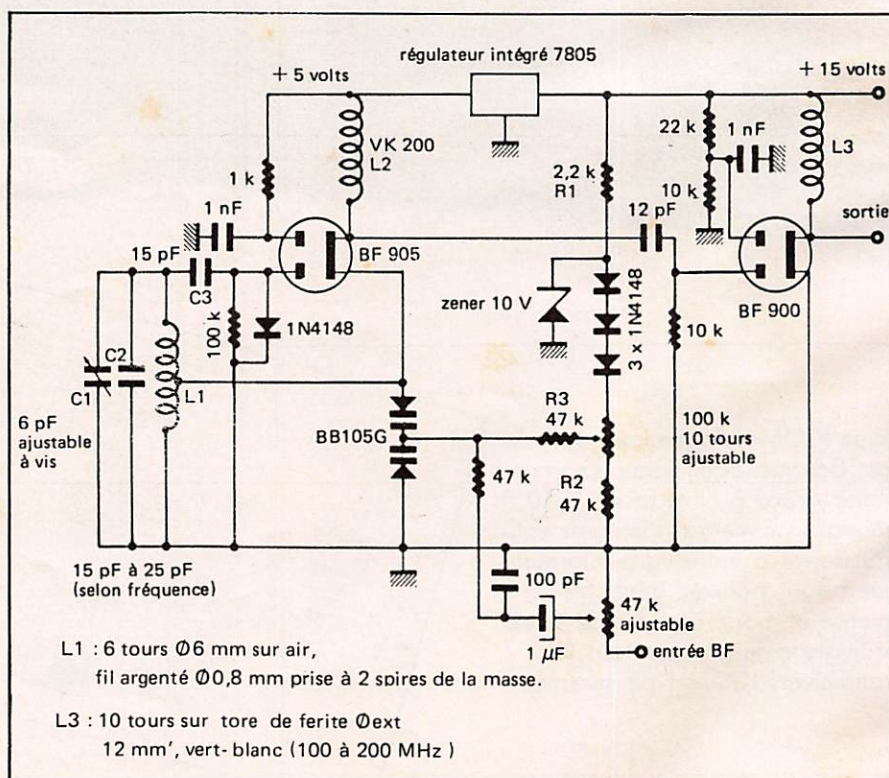 régulateur intégré 7805
+ 5 volts
+ 15 volts
VK 200
L2
22 k
1 nF
L3
1 k
2,2 k
R1
10 k
12 pF
sortie
1 nF
15 pF
BF 905
BF 900
C3
zener 10 V
3 x 1N4148
100 k
1N4148
10 k
C2
C1
L1
6 pF
ajustable
à vis
BB105G
R3
47 k
100 k
10 tours
ajustable
47 k
R2
47 k
15 pF à 25 pF
(selon fréquence)
100 pF
47 k
ajustable
1 µF
entrée BF
L1 : 6 tours Ø6 mm sur air,
fil argenté Ø0,8 mm prise à 2 spires de la masse.
L3 : 10 tours sur tore de ferite Øext
12 mm', vert-blanc (100 à 200 MHz )